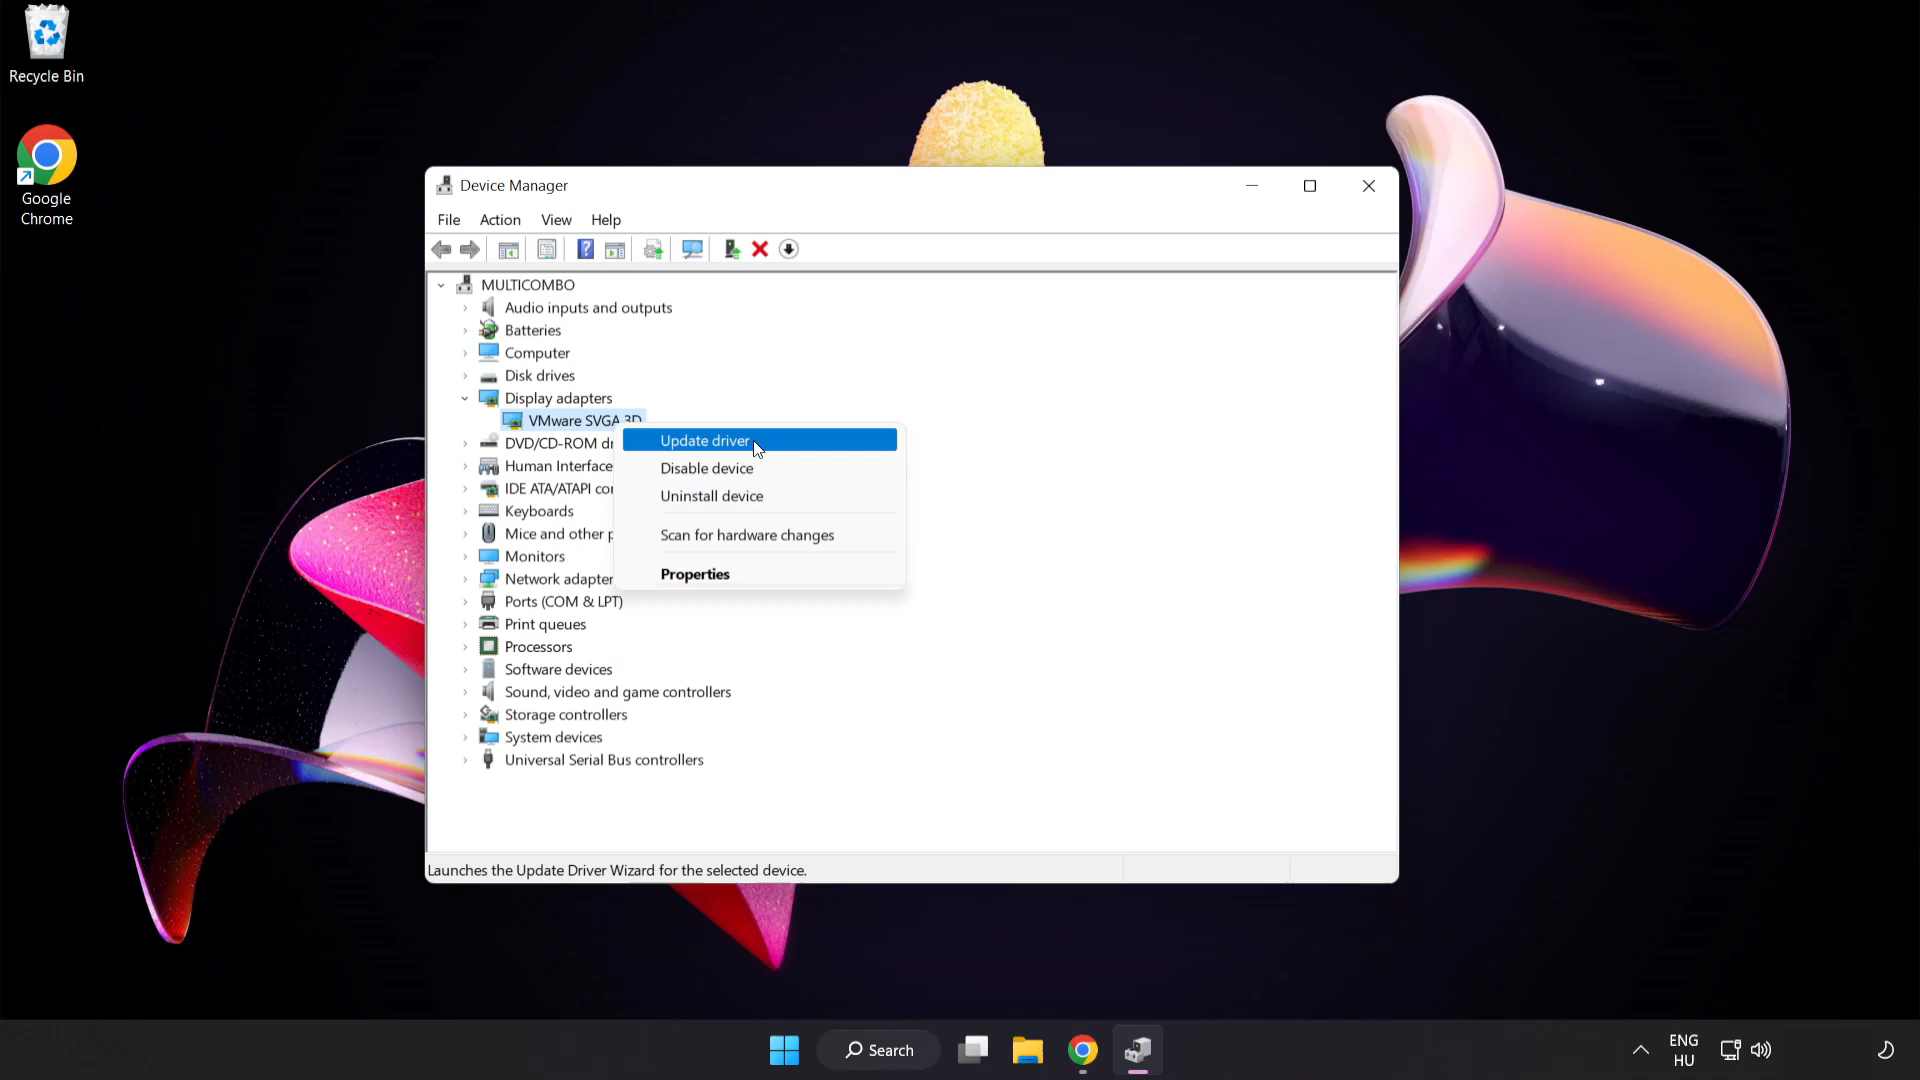 Recycle Bin
Google
Chrome
Device Manager
File Action View Help
MULTICOMBO
Audio inputs and outputs
Batteries
Computer
Disk drives
Display adapters
VMware SVGA 3D
DVD/CD-ROM dr
Human Interface
IDE ATA/ATAPI con
Keyboards
Mice and other p
Monitors
Network adapter
Ports (COM & LPT)
Print queues
Processors
Software devices
Sound, video and game controllers
Storage controllers
System devices
Universal Serial Bus controllers
Update driver
Disable device
Uninstall device
Scan for hardware changes
Properties
Launches the Update Driver Wizard for the selected device.
Search
ENG
HU